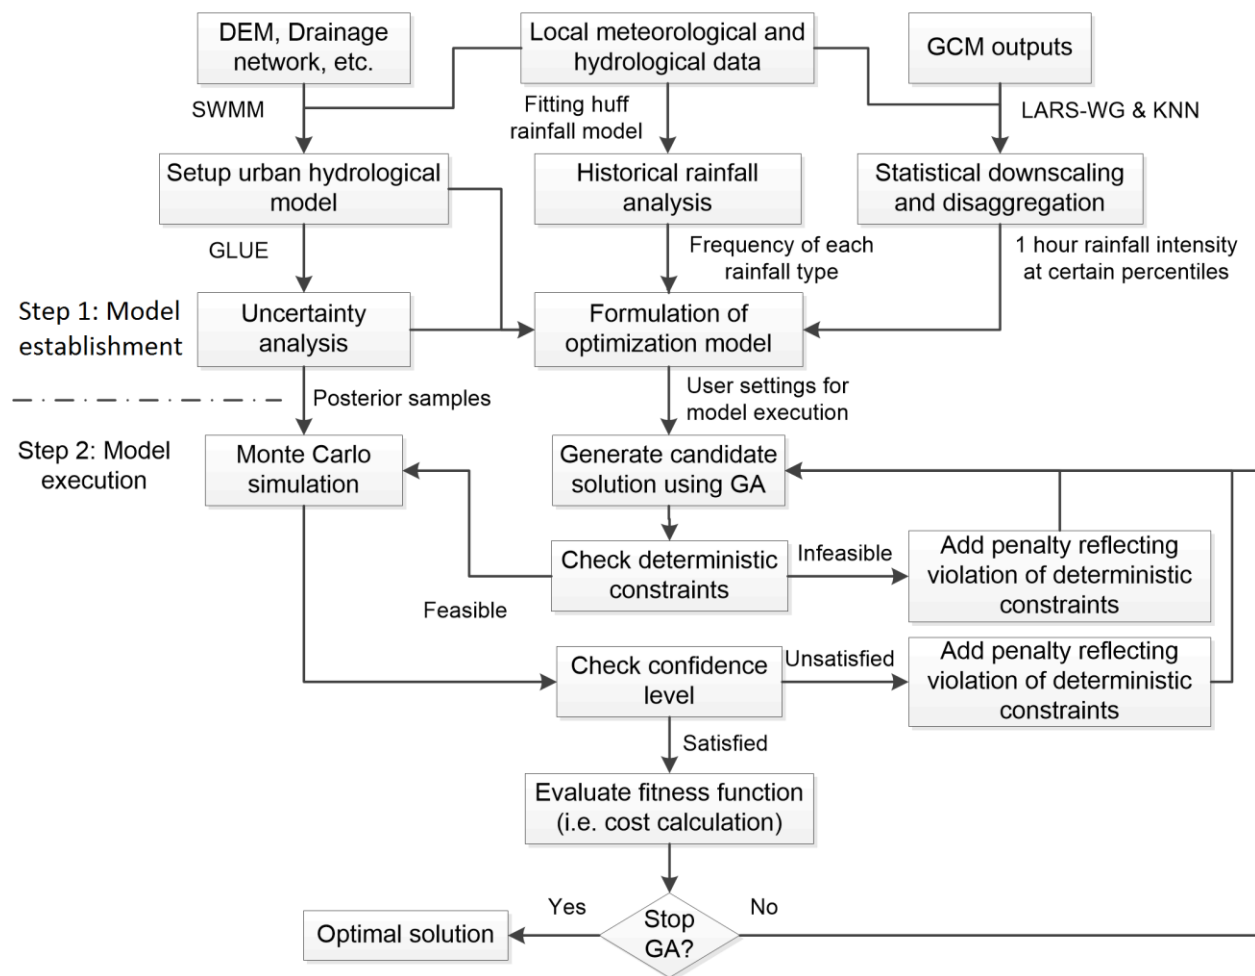 DEM, Drainage
network, etc.
Local meteorological and
hydrological data
GCM outputs
SWMM
Fitting huff
rainfall model
LARS-WG & KNN
Setup urban hydrological
model
Historical rainfall
analysis
Statistical downscaling
and disaggregation
GLUE
Frequency of each
rainfall type
1 hour rainfall intensity
at certain percentiles
Step 1: Model
establishment
Uncertainty
analysis
Formulation of
optimization model
Posterior samples
User settings for
model execution
Step 2: Model
execution
Monte Carlo
simulation
Generate candidate
solution using GA
Check deterministic
constraints
Infeasible
Add penalty reflecting
violation of deterministic
constraints
Feasible
Check confidence
level
Unsatisfied
Add penalty reflecting
violation of deterministic
constraints
Satisfied
Evaluate fitness function
(i.e. cost calculation)
Yes
Stop
GA?
No
Optimal solution